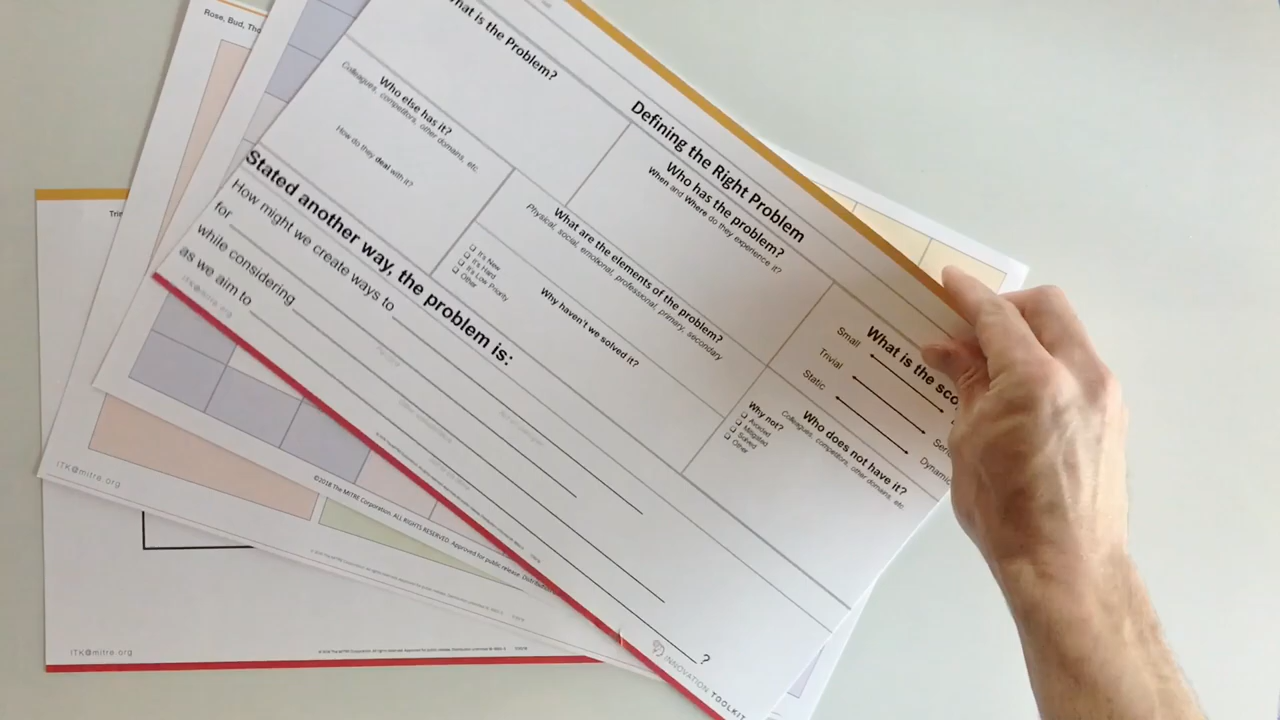 Rose, Bud, Tho
Defining the Right Problem
What is the Problem?
Who has the problem?
When and Where do they experience it?
Who else has it?
Colleagues, competitors, other domains, etc.
How do they deal with it?
What are the elements of the problem?
Physical, social, emotional, professional, primary, secondary
What is the sco
Small
Trivial
Static
Dynamic
Why haven't we solved it?
It's New
It's Hard
It's Low Priority
Other
Who does not have it?
Colleagues, competitors, other domains, etc.
Why not?
Avoided
Mitigated
Solved
Other
Stated another way, the problem is:
How might we create ways to
for
while considering
as we aim to
?
itk@mitre.org
INNOVATION TOOLKIT
©2018 The MITRE Corporation. ALL RIGHTS RESERVED. Approved for public release.
ITK@mitre.org
ITK@mitre.org